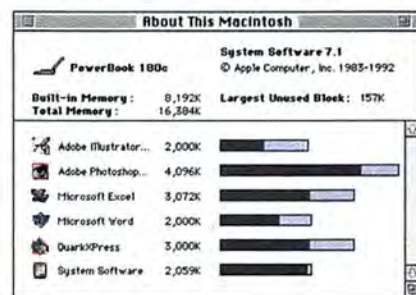 About This Macintosh
System Software 7.1
PowerBook 180c
© Apple Computer, Inc. 1983-1992
Built-in Memory : 8,192K Largest Unused Block : 157K
Total Memory : 16,384K
Adobe Illustrator... 2,000K
Adobe Photoshop... 4,096K
Microsoft Excel 3,072K
Microsoft Word 2,000K
QuarkXPress 3,000K
System Software 2,059K